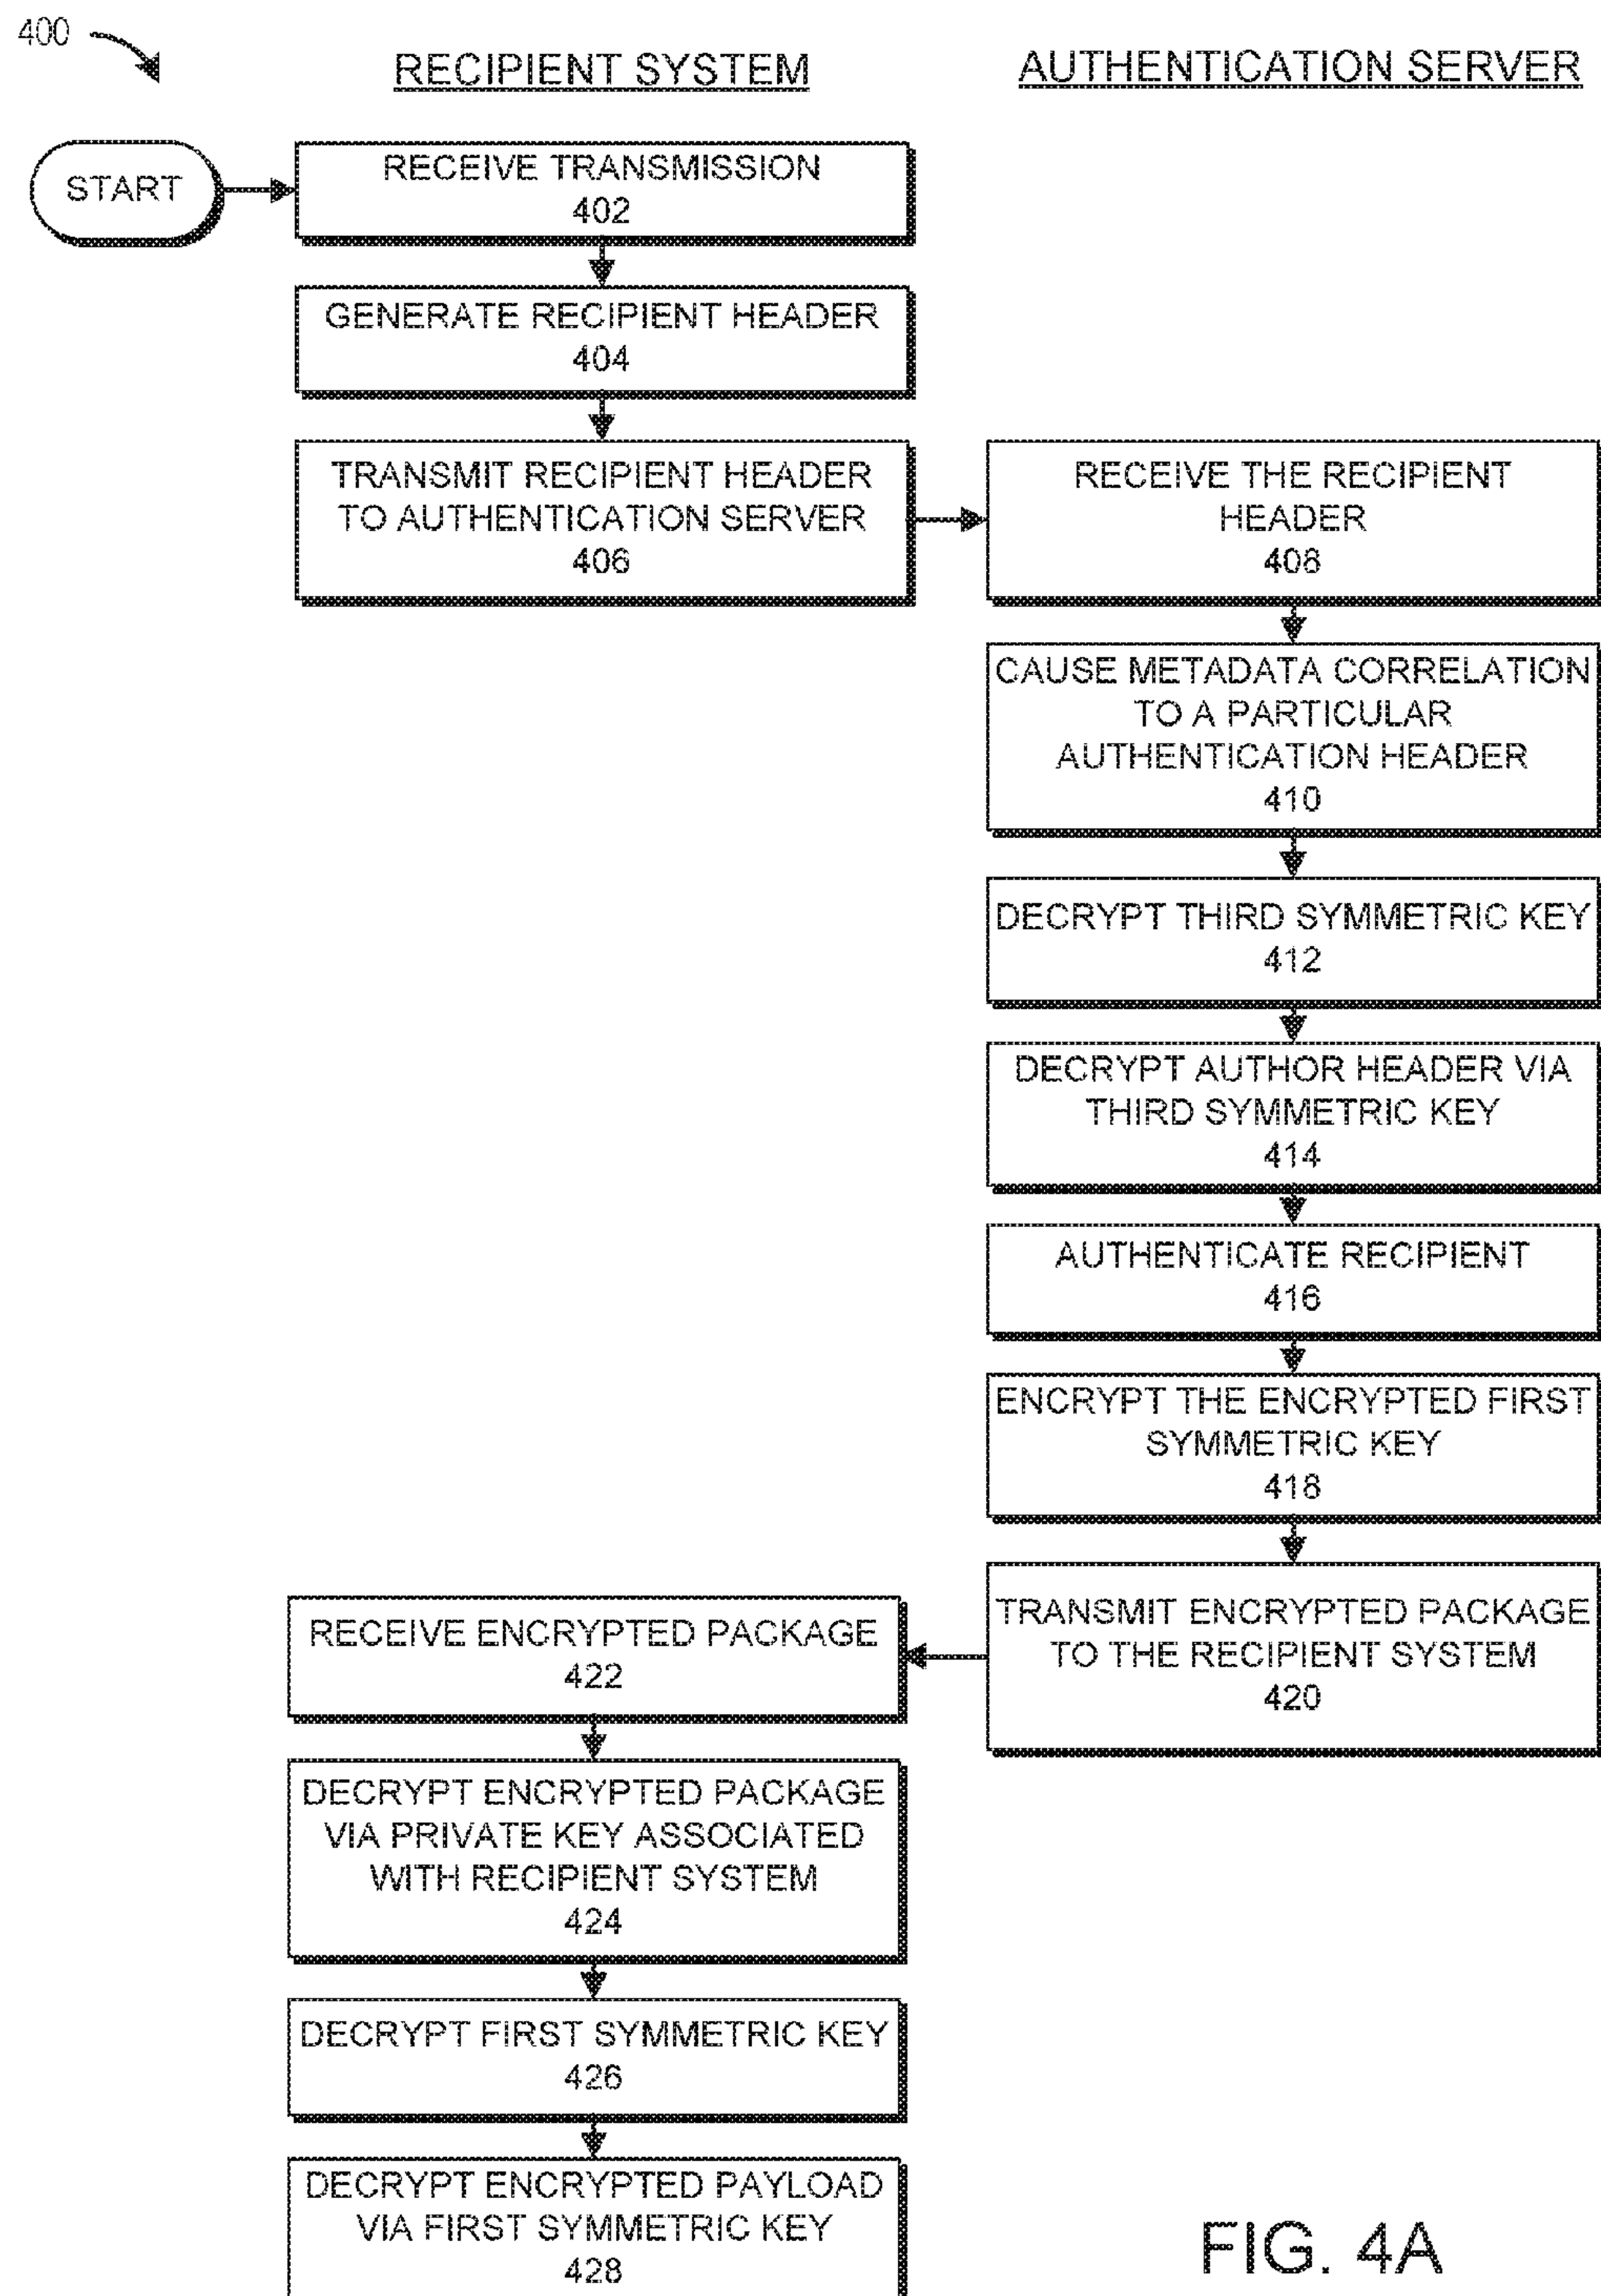 400
RECIPIENT SYSTEM
AUTHENTICATION SERVER
START
RECEIVE TRANSMISSION
402
GENERATE RECIPIENT HEADER
404
TRANSMIT RECIPIENT HEADER
TO AUTHENTICATION SERVER
406
RECEIVE THE RECIPIENT
HEADER
408
CAUSE METADATA CORRELATION
TO A PARTICULAR
AUTHENTICATION HEADER
410
DECRYPT THIRD SYMMETRIC KEY
412
DECRYPT AUTHOR HEADER VIA
THIRD SYMMETRIC KEY
414
AUTHENTICATE RECIPIENT
416
ENCRYPT THE ENCRYPTED FIRST
SYMMETRIC KEY
418
TRANSMIT ENCRYPTED PACKAGE
TO THE RECIPIENT SYSTEM
420
RECEIVE ENCRYPTED PACKAGE
422
DECRYPT ENCRYPTED PACKAGE
VIA PRIVATE KEY ASSOCIATED
WITH RECIPIENT SYSTEM
424
DECRYPT FIRST SYMMETRIC KEY
426
DECRYPT ENCRYPTED PAYLOAD
VIA FIRST SYMMETRIC KEY
428
FIG. 4A